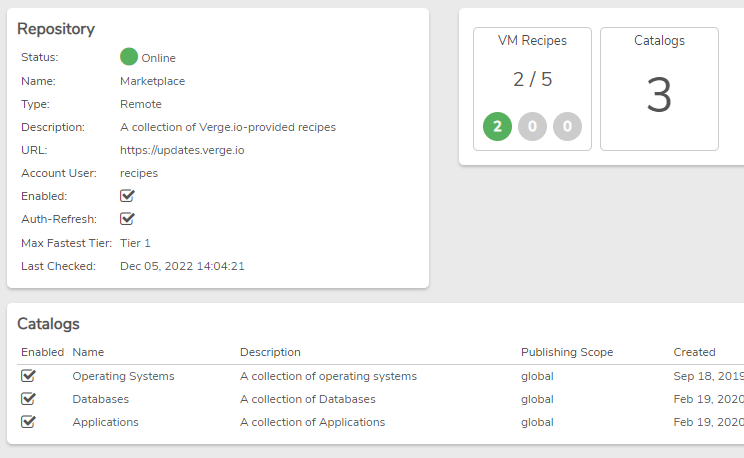 Repository
Status: Online
Name: Marketplace
Type: Remote
Description: A collection of Verge.io-provided recipes
URL: https://updates.verge.io
Account User: recipes
Enabled:
Auth-Refresh:
Max Fastest Tier: Tier 1
Last Checked: Dec 05, 2022 14:04:21
VM Recipes
2 / 5
2 0 0
Catalogs
3
Catalogs
Enabled Name Description Publishing Scope Created
Operating Systems A collection of operating systems global Sep 18, 2019
Databases A collection of Databases global Feb 19, 2020
Applications A collection of Applications global Feb 19, 2020